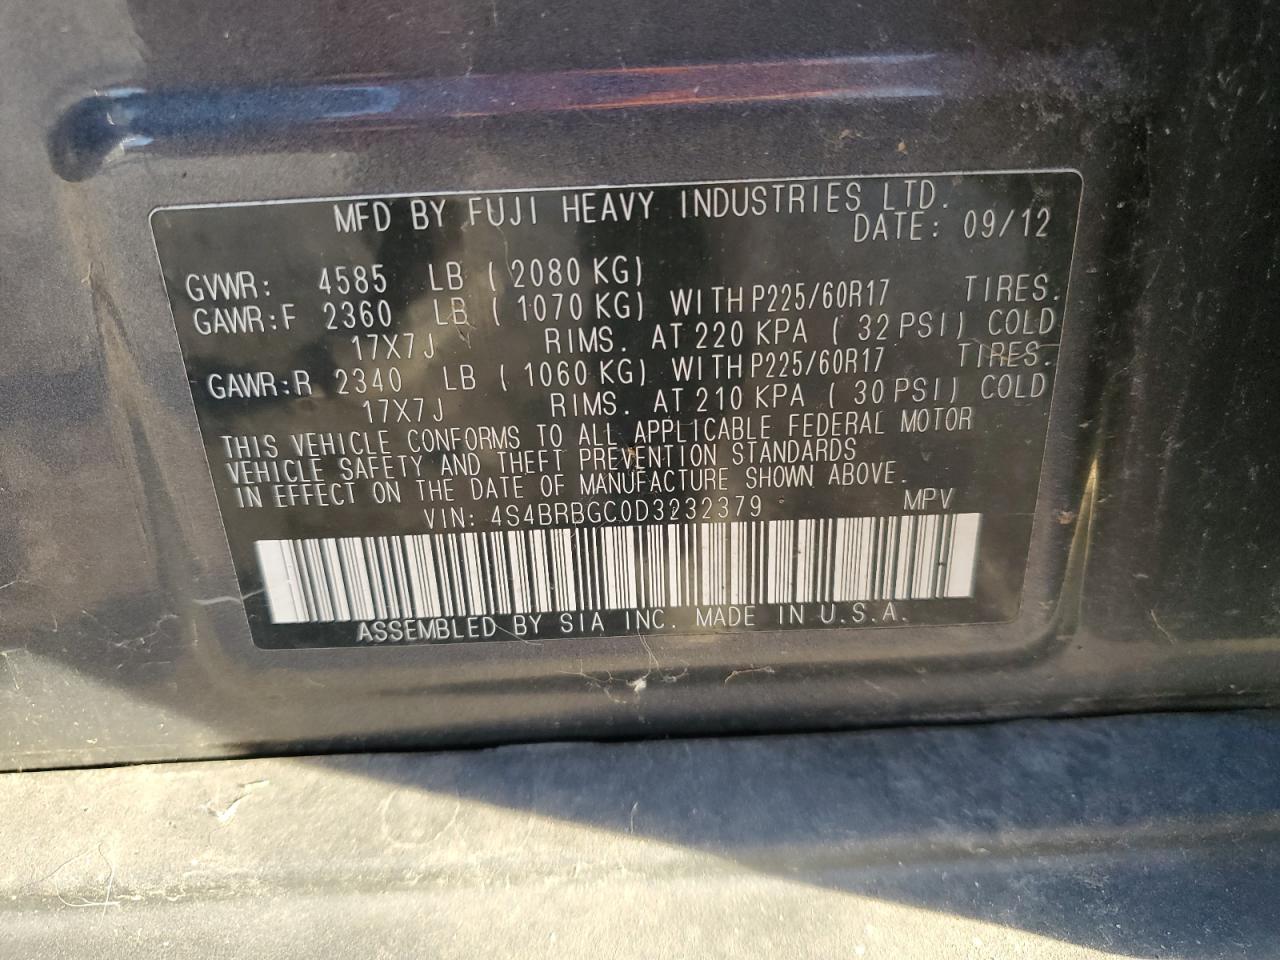 MFD BY FUJI HEAVY INDUSTRIES LTD.
DATE: 09/12
GVWR: 4585 LB ( 2080 KG)
GAWR:F 2360 LB ( 1070 KG) WITH P225/60R17 TIRES.
17X7J RIMS. AT 220 KPA ( 32 PSI) COLD
GAWR:R 2340 LB ( 1060 KG) WITH P225/60R17 TIRES.
17X7J RIMS. AT 210 KPA ( 30 PSI) COLD
THIS VEHICLE CONFORMS TO ALL APPLICABLE FEDERAL MOTOR
VEHICLE SAFETY AND THEFT PREVENTION STANDARDS
IN EFFECT ON THE DATE OF MANUFACTURE SHOWN ABOVE.
VIN: 4S4BRBGC0D3232379 MPV
ASSEMBLED BY SIA INC. MADE IN U.S.A.